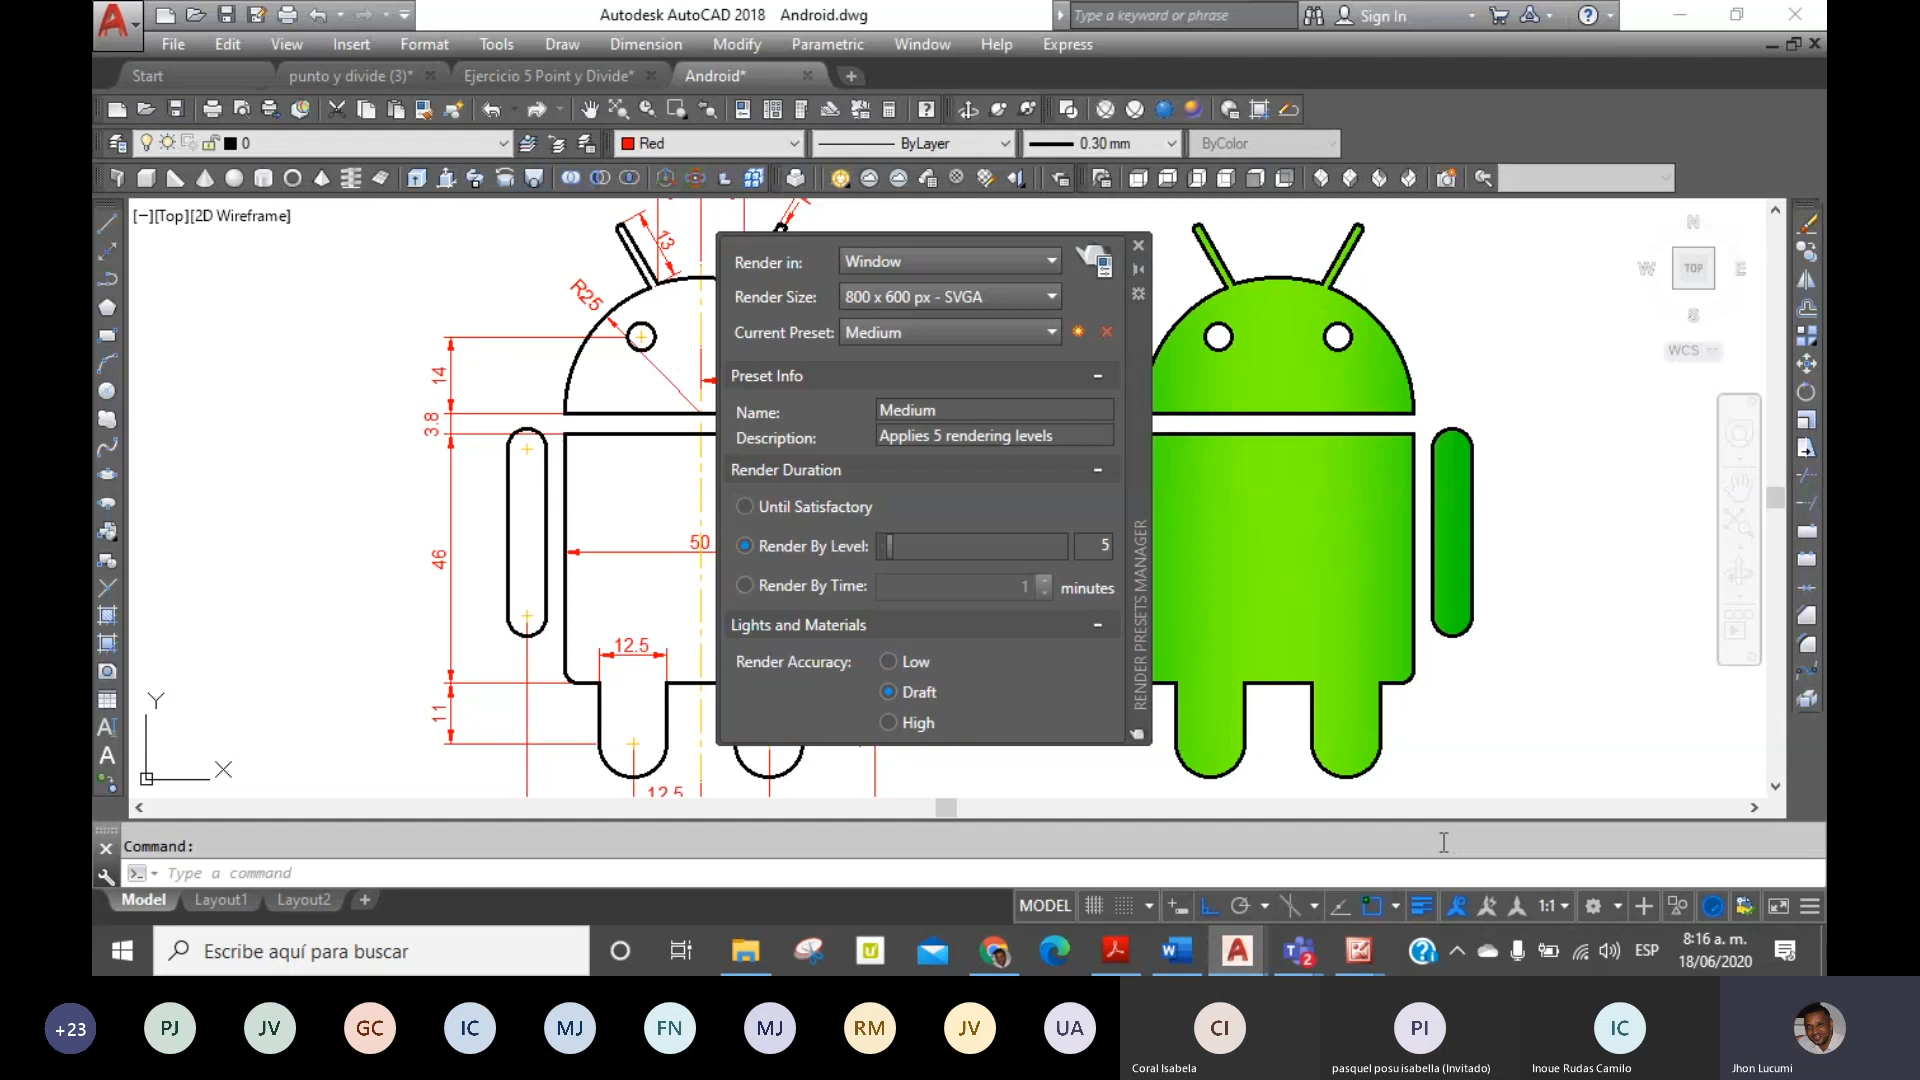 Autodesk AutoCAD 2018 Android.dwg
Type a keyword or phrase
Sign In
File Edit View Insert Format Tools Draw Dimension Modify Parametric Window Help Express
Start punto y divide (3)* Ejercicio 5 Point y Divide* Android*
0 Red ByLayer 0.30 mm ByColor
[−][Top][2D Wireframe]
N
W TOP E
S
WCS
13
R25
14
3.8
46
50
12.5
11
12.5
Y
X
Render in: Window
Render Size: 800 x 600 px - SVGA
Current Preset: Medium
Preset Info
Name: Medium
Description: Applies 5 rendering levels
Render Duration
Until Satisfactory
Render By Level: 5
Render By Time: 1 minutes
Lights and Materials
Render Accuracy: Low
Draft
High
RENDER PRESETS MANAGER
Command:
Type a command
Model Layout1 Layout2
MODEL 1:1
Escribe aquí para buscar
2
ESP
8:16 a. m.
18/06/2020
+23 PJ JV GC IC MJ FN MJ RM JV UA CI PI IC
Coral Isabela pasquel posu isabella (Invitado) Inoue Rudas Camilo Jhon Lucumi